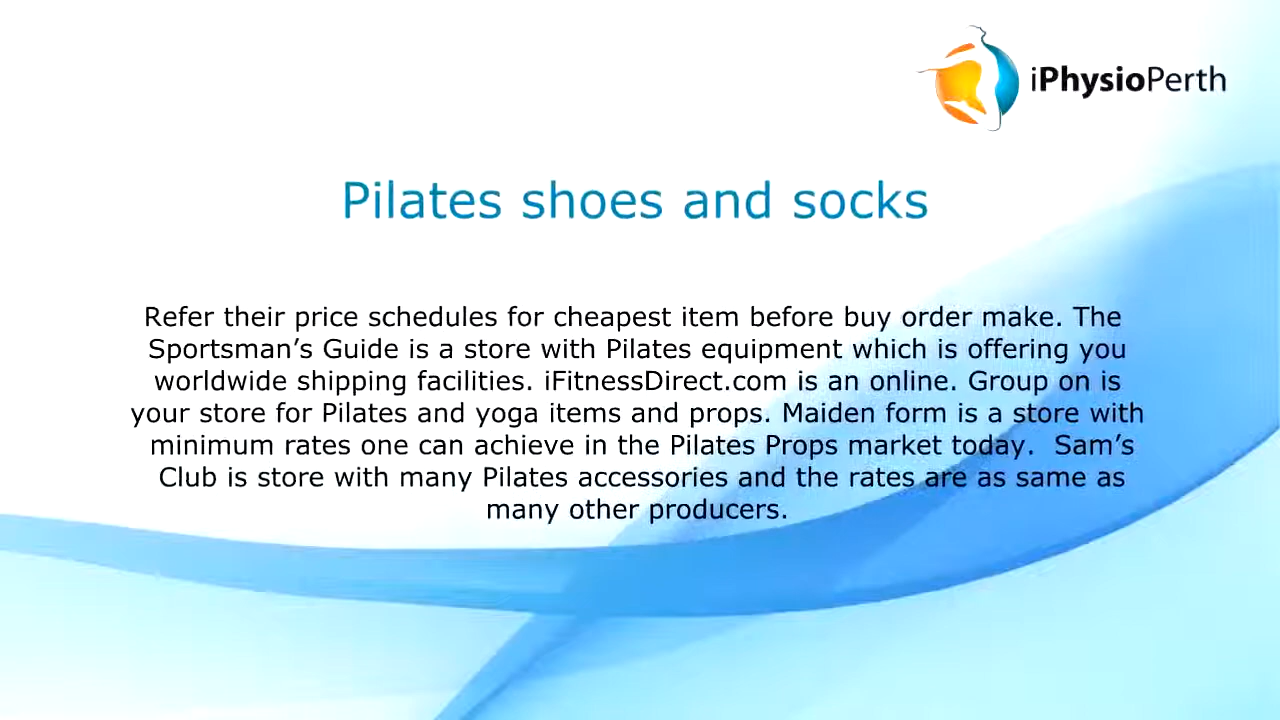 iPhysioPerth
Pilates shoes and socks
Refer their price schedules for cheapest item before buy order make. The
Sportsman’s Guide is a store with Pilates equipment which is offering you
worldwide shipping facilities. iFitnessDirect.com is an online. Group on is
your store for Pilates and yoga items and props. Maiden form is a store with
minimum rates one can achieve in the Pilates Props market today.  Sam’s
Club is store with many Pilates accessories and the rates are as same as
many other producers.